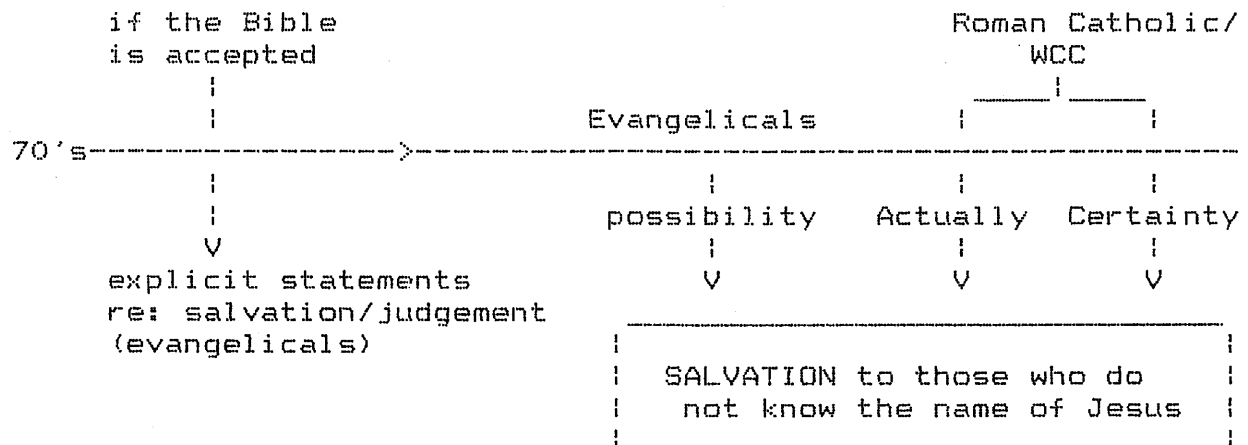 if the Bible
is accepted
Roman Catholic/
WCC
Evangelicals
70's
possibility Actually Certainty
explicit statements
re: salvation/judgement
(evangelicals)
SALVATION to those who do
not know the name of Jesus